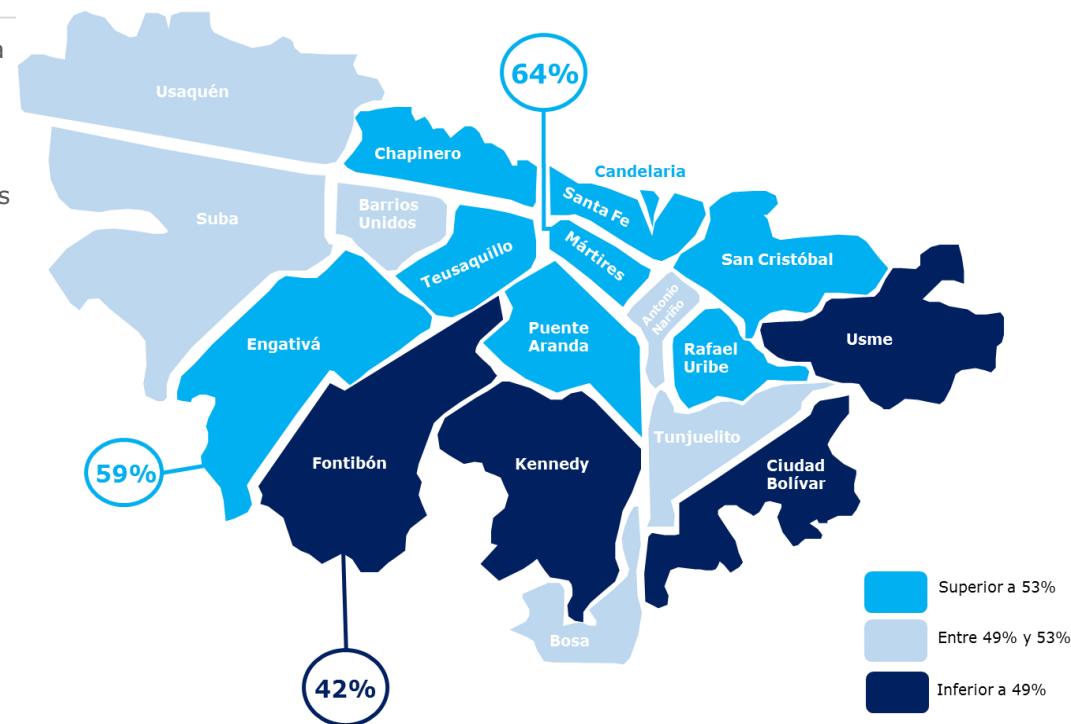 a
s
64%
Usaquén
Chapinero
Candelaria
Santa Fe
Suba
Barrios
Unidos
Teusaquillo
Mártires
San Cristóbal
Antonio
Nariño
Engativá
Puente
Aranda
Rafael
Uribe
Usme
Tunjuelito
59%
Fontibón
Kennedy
Ciudad
Bolívar
Bosa
42%
Superior a 53%
Entre 49% y 53%
Inferior a 49%